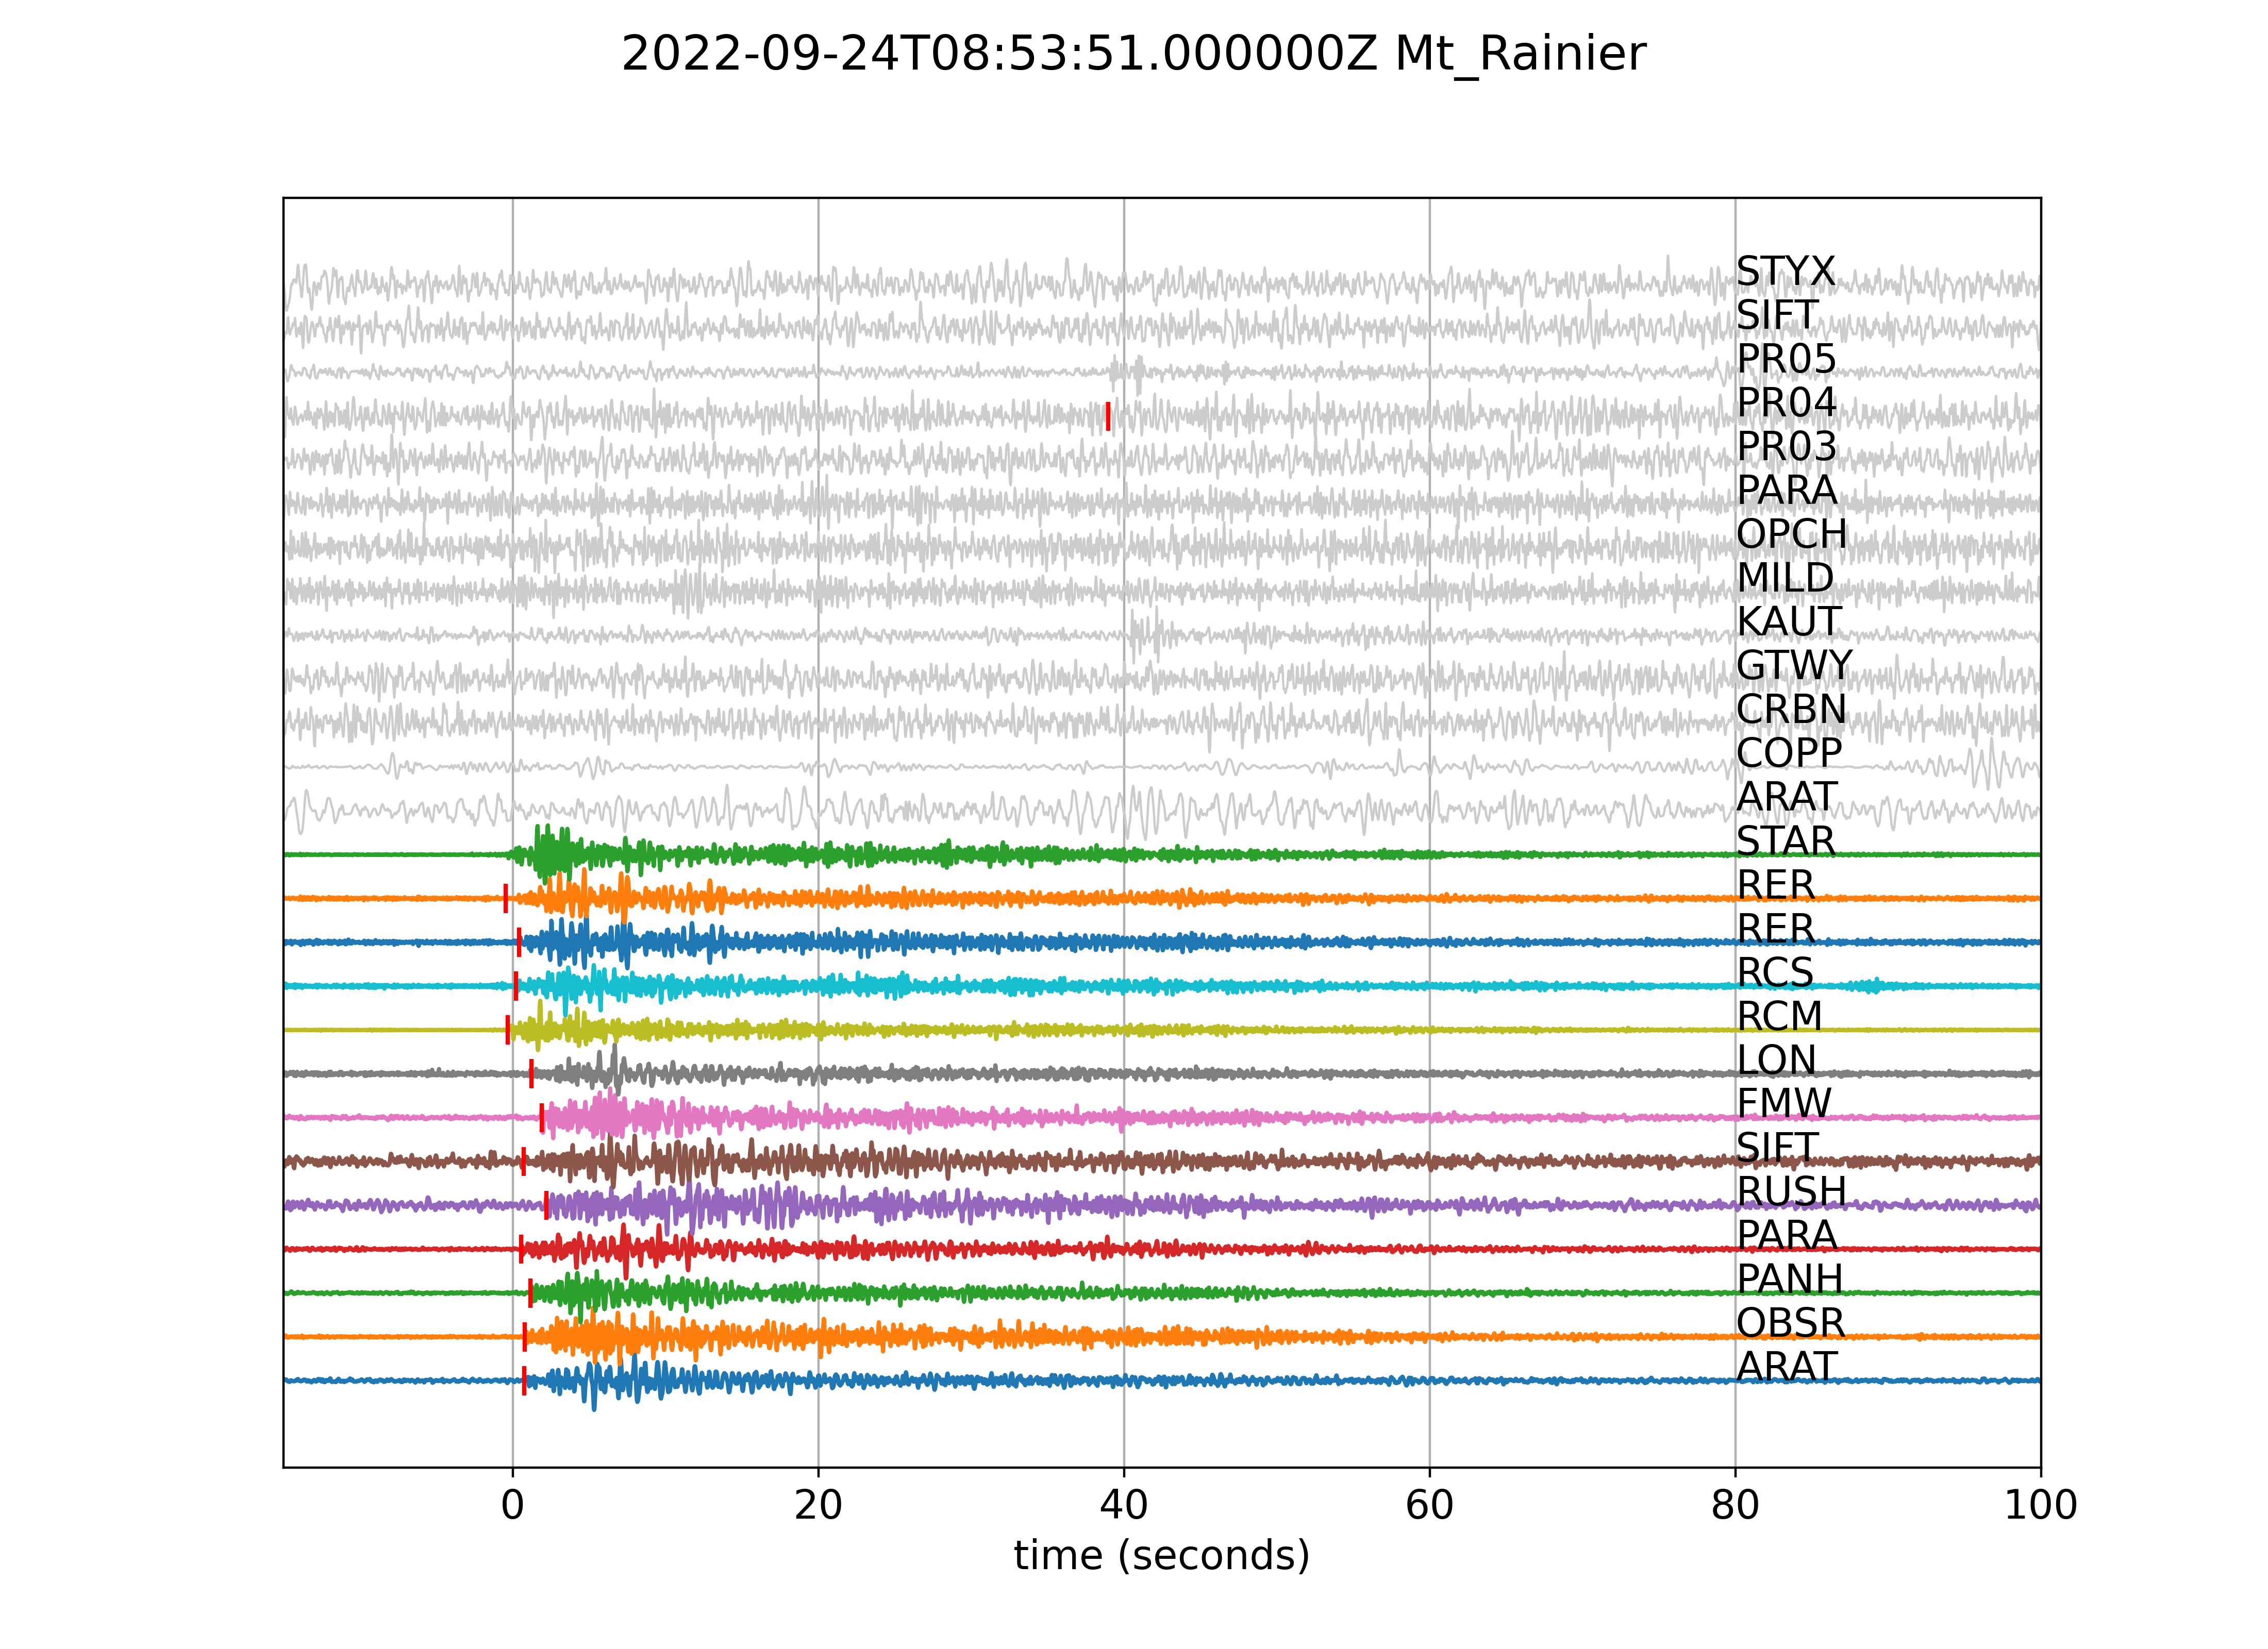 2022-09-24T08:53:51.000000Z Mt_Rainier
STYX
SIFT
PR05
PR04
PR03
PARA
OPCH
MILD
KAUT
GTWY
CRBN
COPP
ARAT
STAR
RER
RER
RCS
RCM
LON
FMW
SIFT
RUSH
PARA
PANH
OBSR
ARAT
0 20 40 60 80 100
time (seconds)